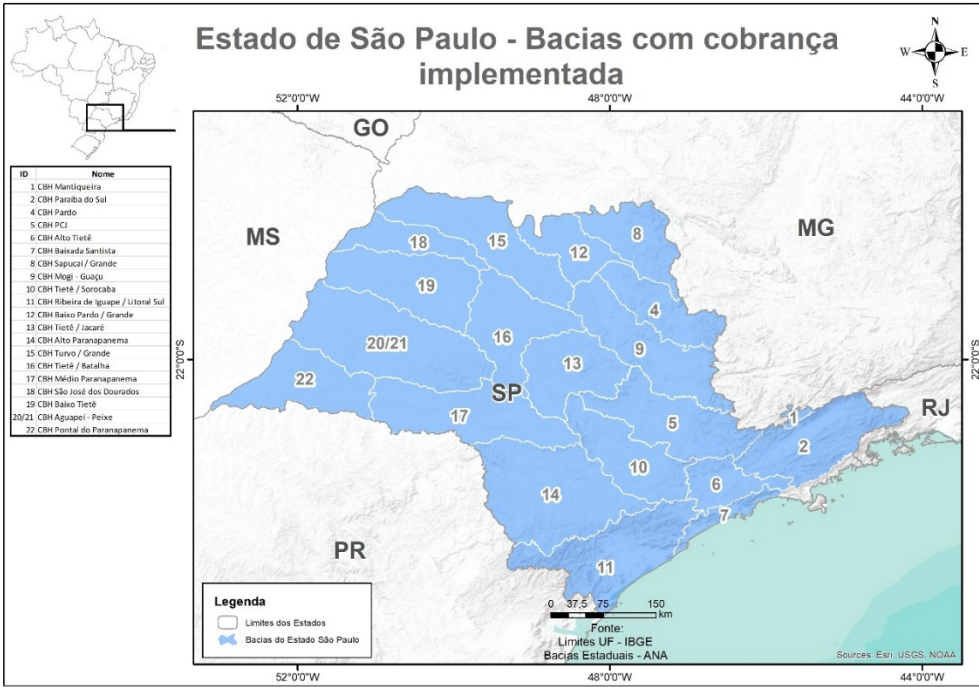 Estado de São Paulo - Bacias com cobrança
implementada
N
W E
S
52°0'0"W 48°0'0"W 44°0'0"W
GO
ID Nome
1 CBH Mantiqueira
2 CBH Paraíba do Sul
4 CBH Pardo
5 CBH PCJ
6 CBH Alto Tietê
7 CBH Baixada Santista
8 CBH Sapucaí / Grande
9 CBH Mogi - Guaçu
10 CBH Tietê / Sorocaba
11 CBH Ribeira de Iguape / Litoral Sul
12 CBH Baixo Pardo / Grande
13 CBH Tietê / Jacaré
14 CBH Alto Paranapanema
15 CBH Turvo / Grande
16 CBH Tietê / Batalha
17 CBH Médio Paranapanema
18 CBH São José dos Dourados
19 CBH Baixo Tietê
20/21 CBH Aguapeí - Peixe
22 CBH Pontal do Paranapanema
MS
MG
18
15
12
8
19
4
20/21
16
9
13
22
SP
22°0'0"S
22°0'0"S
17
5
1
RJ
2
10
6
14
7
PR
11
Legenda
Limites dos Estados
Bacias do Estado São Paulo
0 37,5 75 150
km
Fonte:
Limites UF - IBGE
Bacias Estaduais - ANA
Sources: Esri, USGS, NOAA
52°0'0"W 48°0'0"W 44°0'0"W